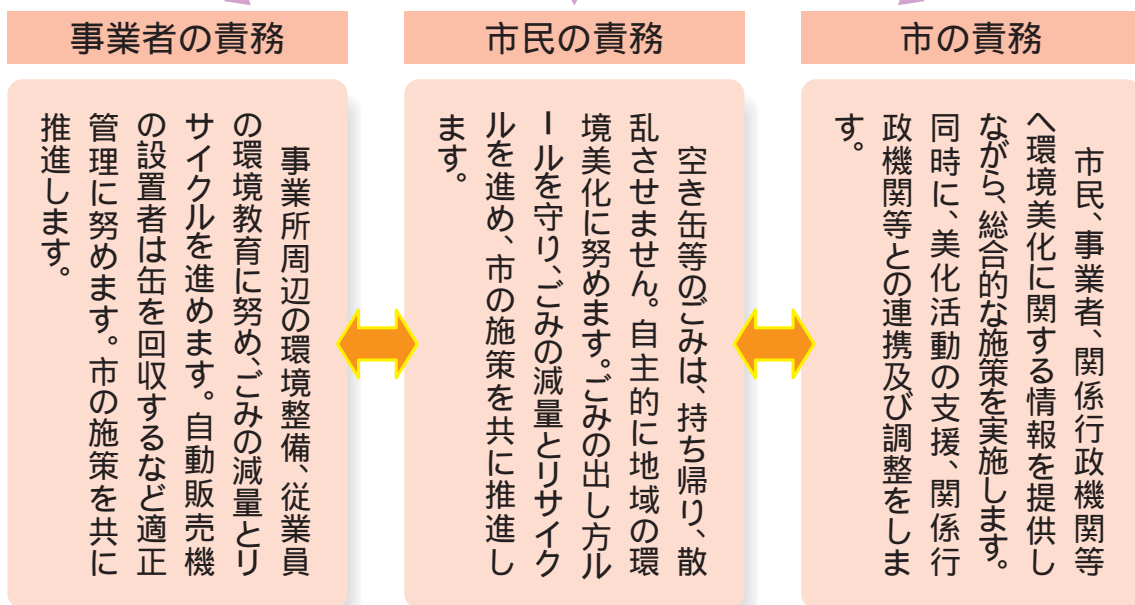 市の責務
市民、事業者、関係行政機関等
へ環境美化に関する情報を提供し
ながら、総合的な施策を実施します。
同時に、美化活動の支援、関係行
政機関等との連携及び調整をしま
す。
市民の責務
空き缶等のごみは、持ち帰り、散
乱させません。自主的に地域の環
境美化に努めます。ごみの出し方ル
ールを守り、ごみの減量とリサイク
ルを進め、市の施策を共に推進し
ます。
事業者の責務
事業所周辺の環境整備、従業員
の環境教育に努め、ごみの減量とリ
サイクルを進めます。自動販売機
の設置者は缶を回収するなど適正
管理に努めます。市の施策を共に
推進します。